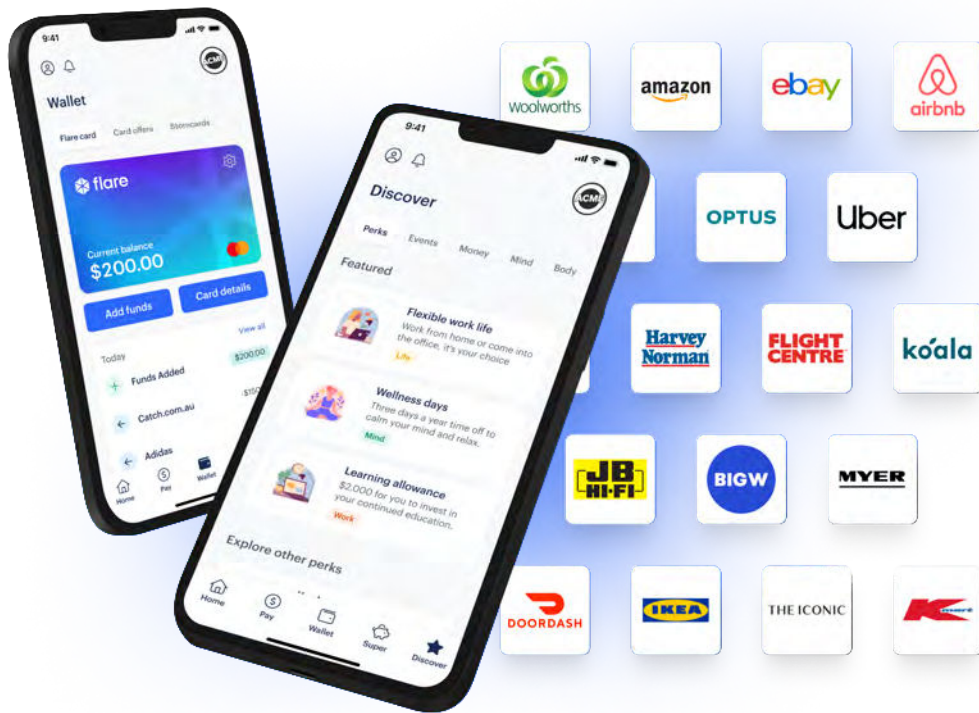 9:41
ACME
Wallet
Flare card Card offers Storecards
flare
Current balance
$200.00
Add funds Card details
View all
Today
Funds Added $200.00
Catch.com.au
Adidas
Home Pay Wallet
9:41
ACME
Discover
Perks Events Money Mind Body
Featured
Flexible work life
Work from home or come into
the office, it's your choice
Life
Wellness days
Three days a year time off to
calm your mind and relax.
Mind
Learning allowance
$2,000 for you to invest in
your continued education.
Work
Explore other perks
Home Pay Wallet Super Discover
woolworths amazon ebay airbnb
OPTUS Uber
Harvey
Norman
FLIGHT
CENTRE
koala
JB
HI-FI
BIG W
MYER
DOORDASH IKEA THE ICONIC Kmart